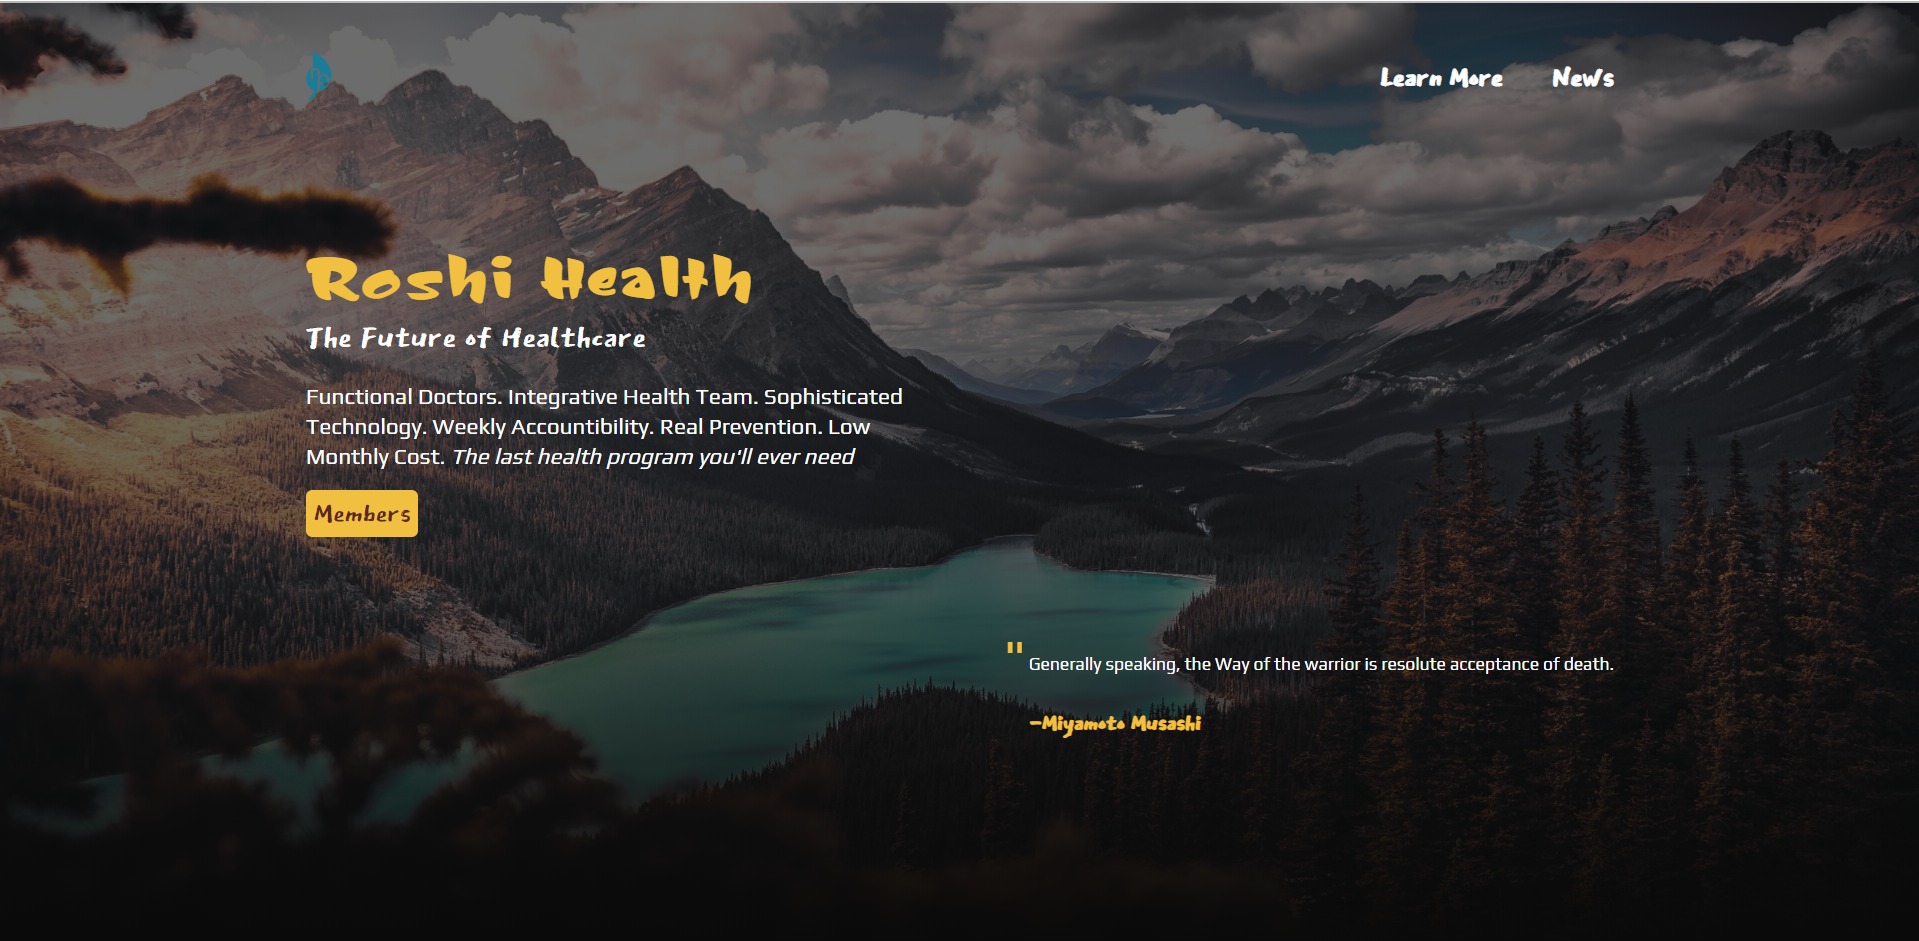 Learn More News
Roshi Health
The Future of Healthcare
Functional Doctors. Integrative Health Team. Sophisticated
Technology. Weekly Accountibility. Real Prevention. Low
Monthly Cost. The last health program you'll ever need
Members
" Generally speaking, the Way of the warrior is resolute acceptance of death.
–Miyamoto Musashi